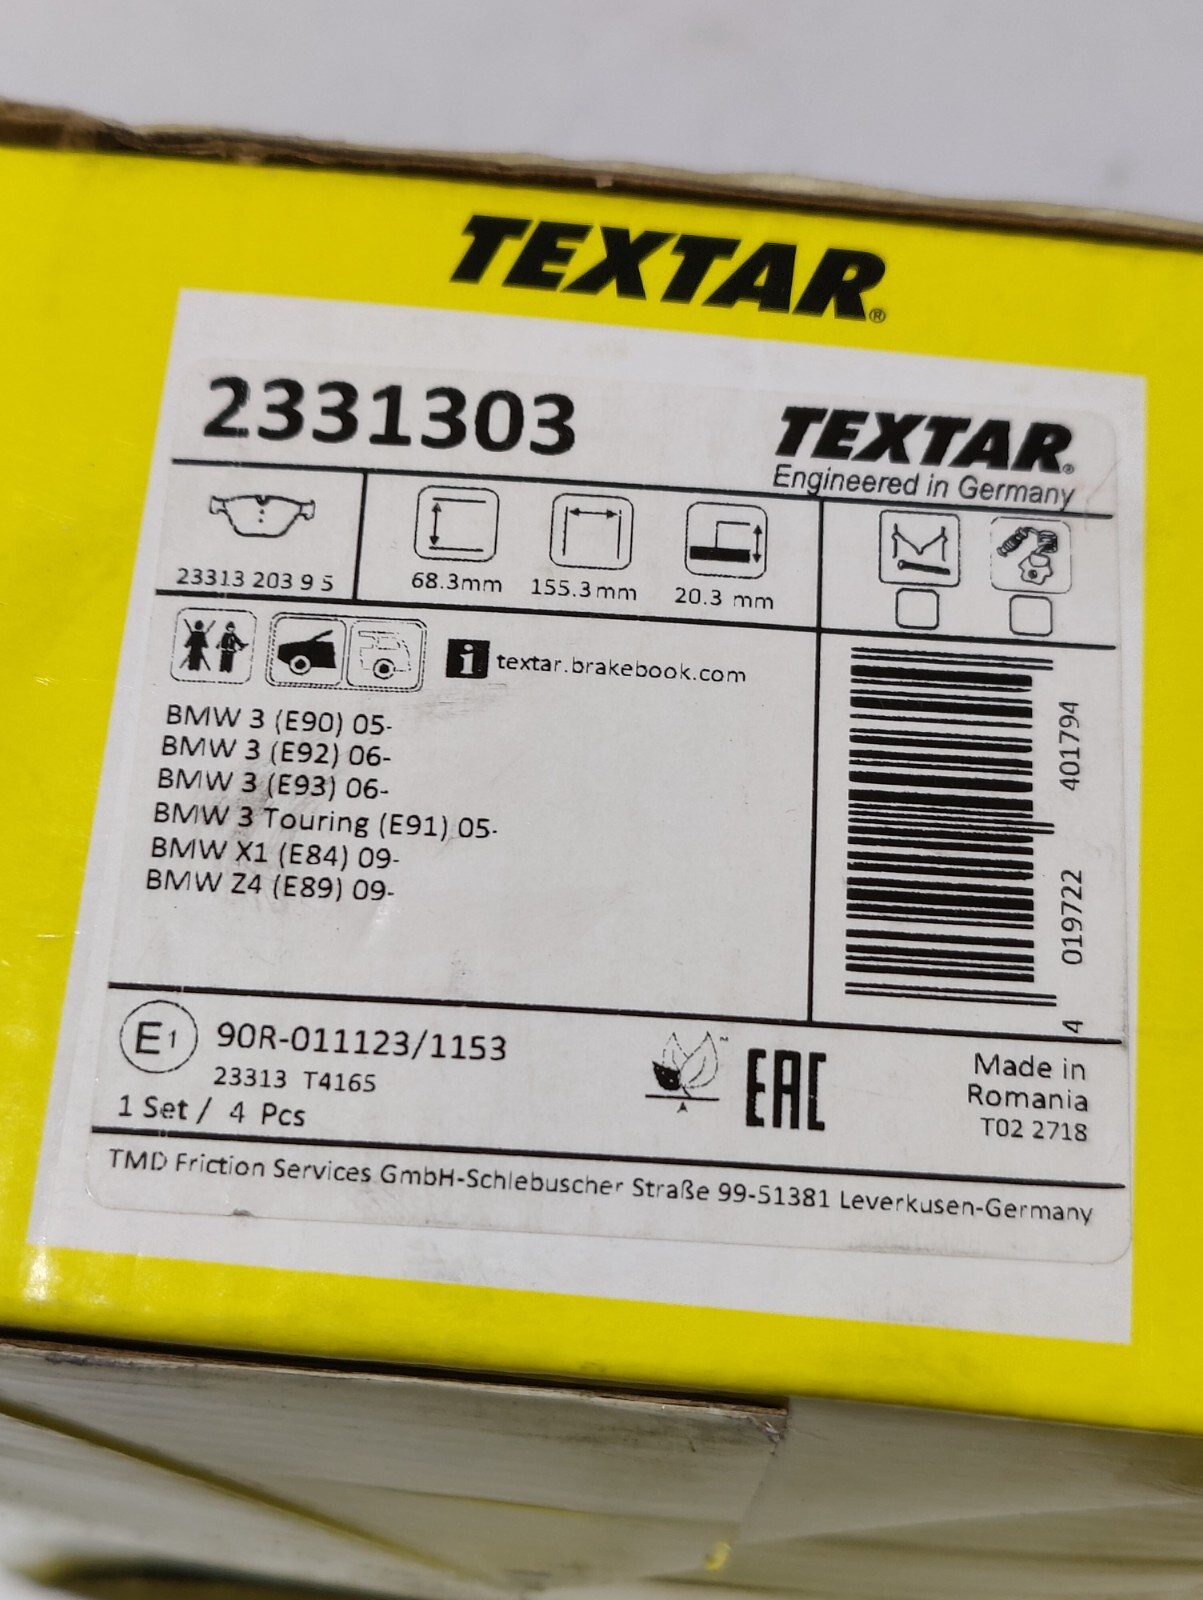 TEXTAR®
2331303
TEXTAR®
Engineered in Germany
23313 203 9 5
68.3mm
155.3mm
20.3 mm
i textar.brakebook.com
BMW 3 (E90) 05-
BMW 3 (E92) 06-
BMW 3 (E93) 06-
BMW 3 Touring (E91) 05-
BMW X1 (E84) 09-
BMW Z4 (E89) 09-
4 019722 401794
E1 90R-011123/1153
23313 T4165
1 Set / 4 Pcs
™
EAC
Made in
Romania
T02 2718
TMD Friction Services GmbH-Schlebuscher Straße 99-51381 Leverkusen-Germany